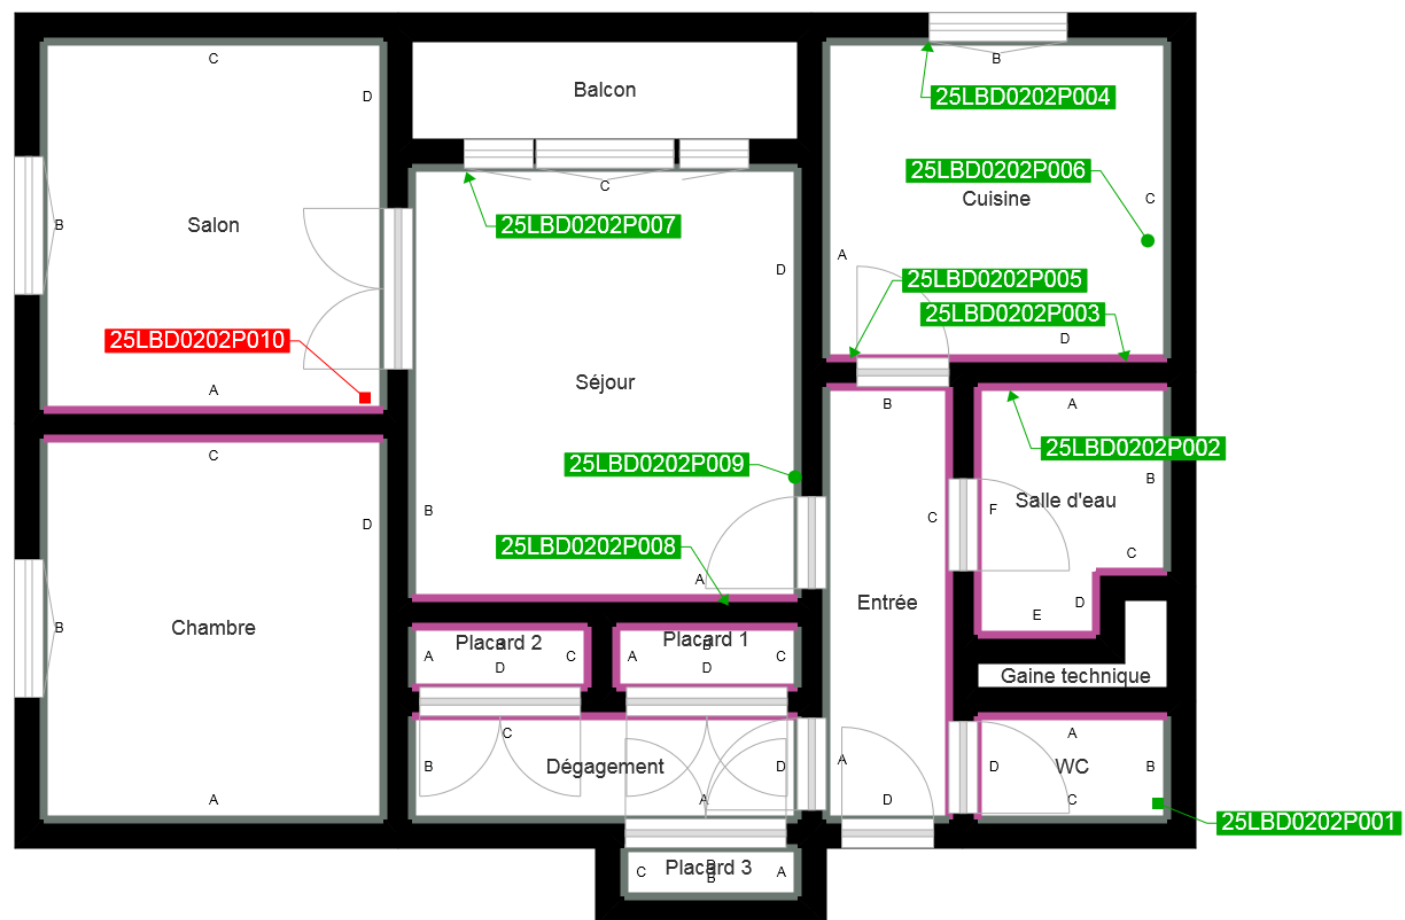 C
B
D
Balcon
25LBD0202P004
25LBD0202P006
C
Cuisine
C
B
Salon
25LBD0202P007
A
D
25LBD0202P005
25LBD0202P003
25LBD0202P010
D
Séjour
A
B
A
25LBD0202P002
C
25LBD0202P009
B
D
B
Salle d'eau
F
C
25LBD0202P008
C
A
Entrée
D
E
B
Chambre
Placard 2
Placard 1
A
C
A
C
D
D
Gaine technique
C
A
B
Dégagement
D
A
D
WC
B
A
A
D
C
25LBD0202P001
Placard 3
C
B
A